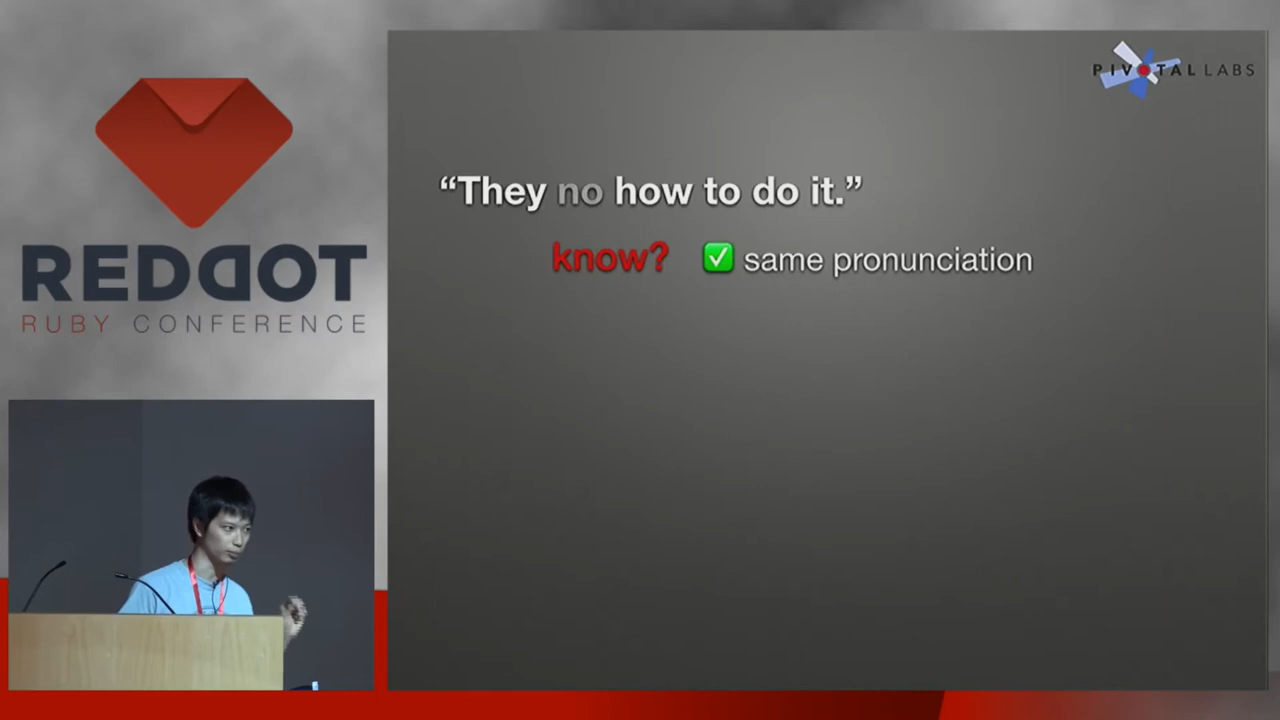 REDDOT
RUBY CONFERENCE
PIVOTAL LABS
“They no how to do it.”
know? ✅ same pronunciation